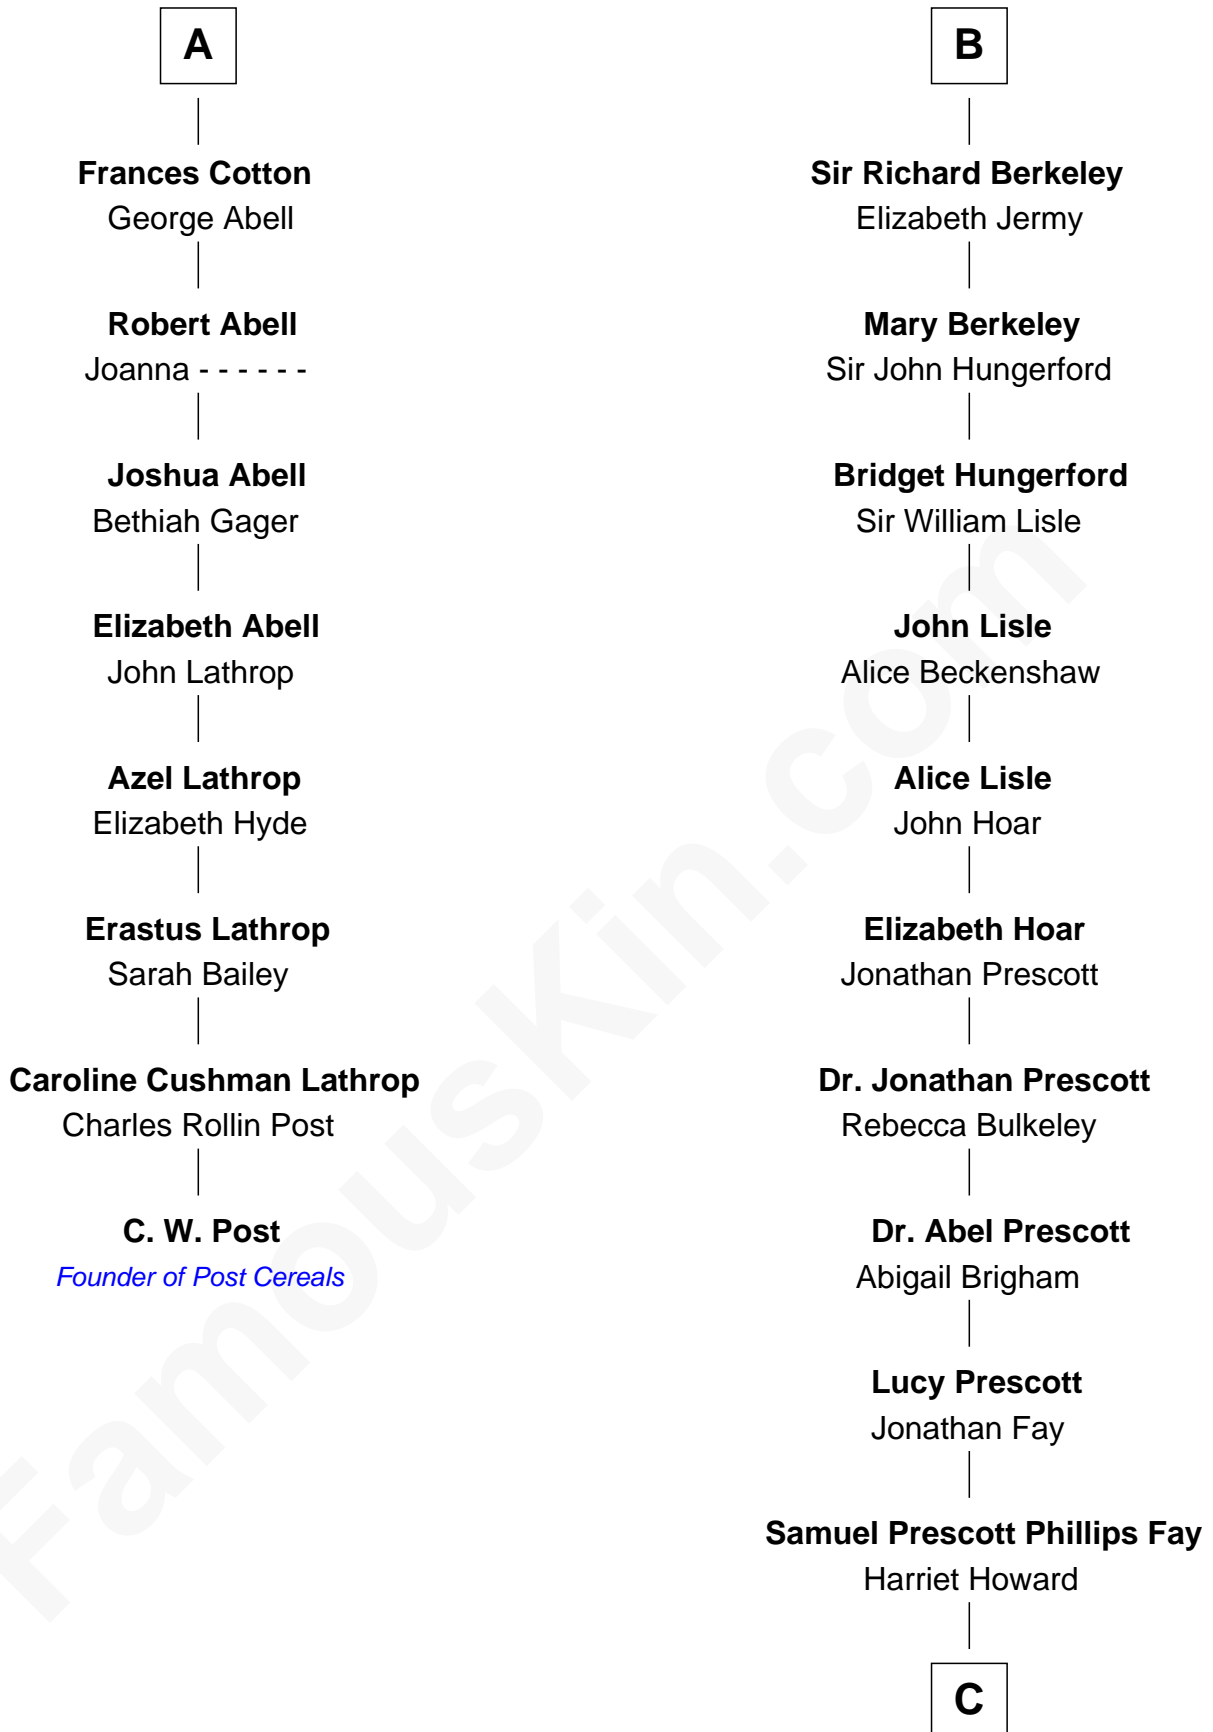 A
Frances Cotton
George Abell
Robert Abell
Joanna - - - - - -
Joshua Abell
Bethiah Gager
Elizabeth Abell
John Lathrop
Azel Lathrop
Elizabeth Hyde
Erastus Lathrop
Sarah Bailey
Caroline Cushman Lathrop
Charles Rollin Post
C. W. Post
Founder of Post Cereals
B
Sir Richard Berkeley
Elizabeth Jermy
Mary Berkeley
Sir John Hungerford
Bridget Hungerford
Sir William Lisle
John Lisle
Alice Beckenshaw
Alice Lisle
John Hoar
Elizabeth Hoar
Jonathan Prescott
Dr. Jonathan Prescott
Rebecca Bulkeley
Dr. Abel Prescott
Abigail Brigham
Lucy Prescott
Jonathan Fay
Samuel Prescott Phillips Fay
Harriet Howard
C
FamousKin.com